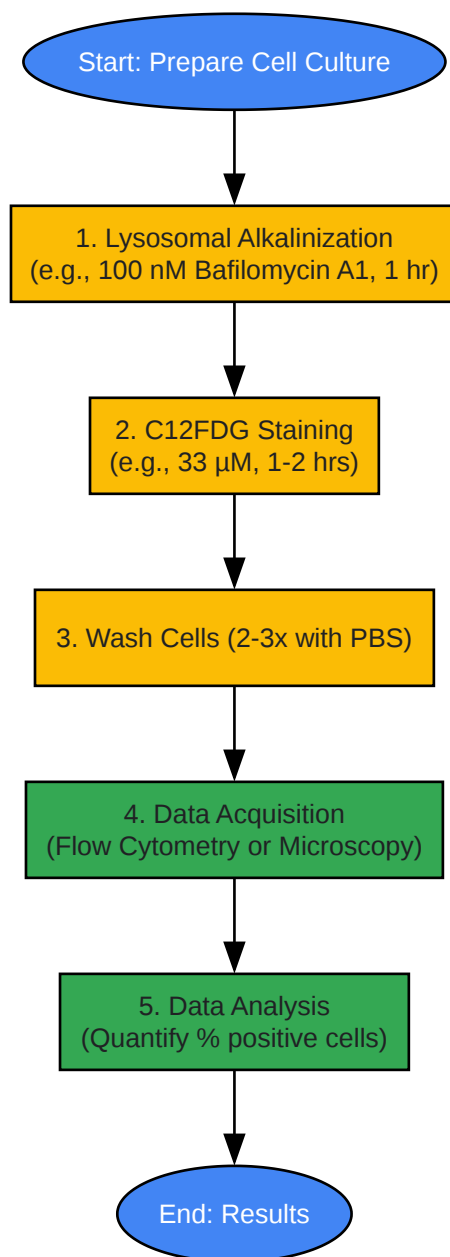 Start: Prepare Cell Culture
1. Lysosomal Alkalinization
(e.g., 100 nM Bafilomycin A1, 1 hr)
2. C12FDG Staining
(e.g., 33 µM, 1-2 hrs)
3. Wash Cells (2-3x with PBS)
4. Data Acquisition
(Flow Cytometry or Microscopy)
5. Data Analysis
(Quantify % positive cells)
End: Results